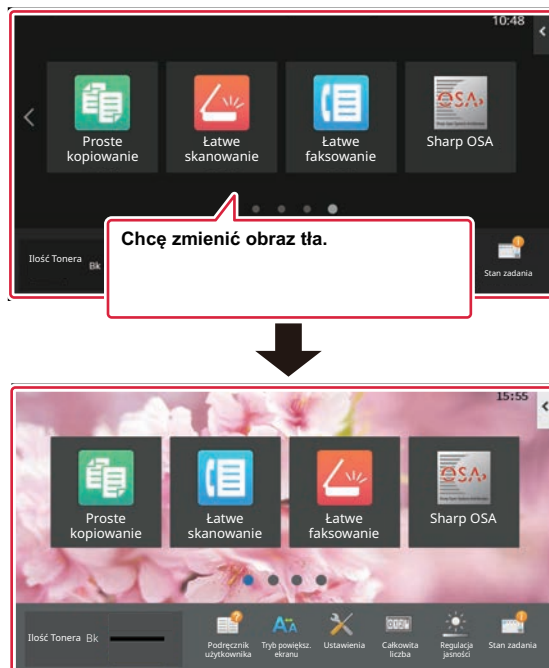 10:48
Proste
kopiowanie
Łatwe
skanowanie
Łatwe
faksowanie
Sharp OSA
Chcę zmienić obraz tła.
Ilość Tonera
Bk
Stan zadania
15:55
Proste
kopiowanie
Łatwe
skanowanie
Łatwe
faksowanie
Sharp OSA
Ilość Tonera Bk
Podręcznik
użytkownika
Tryb powiększ.
ekranu
Ustawienia
Całkowita
liczba
Regulacja
jasności
Stan zadania